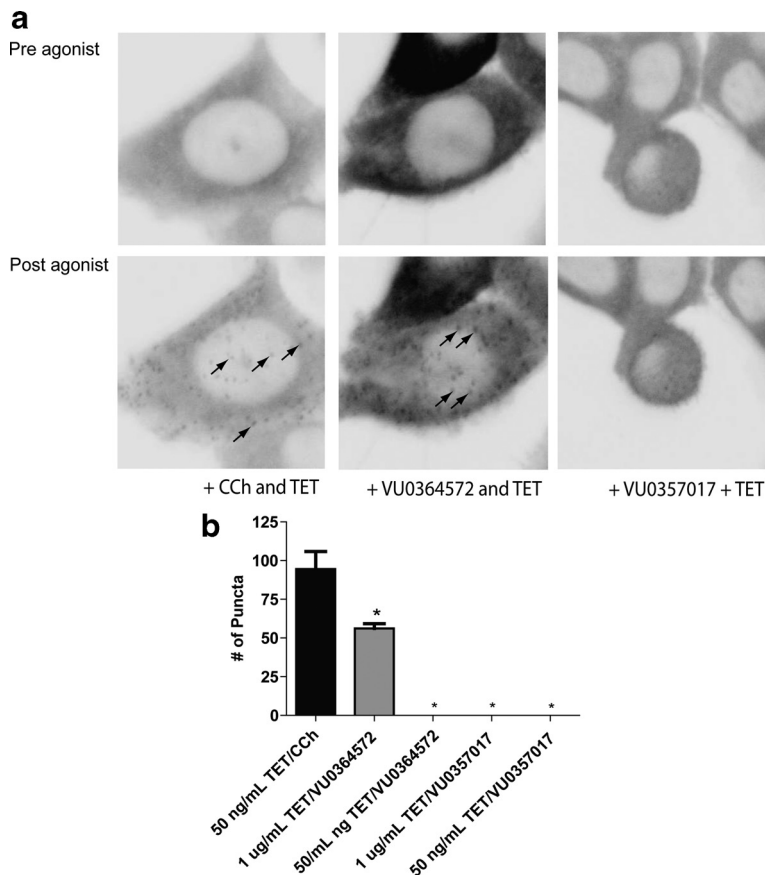 a
Pre agonist
Post agonist
+ CCh and TET
+ VU0364572 and TET
+ VU0357017 + TET
b
# of Puncta
125
100
75
50
25
0
*
*
*
*
50 ng/mL TET/CCh
1 ug/mL TET/VU0364572
50/mL ng TET/VU0364572
1 ug/mL TET/VU0357017
50 ng/mL TET/VU0357017